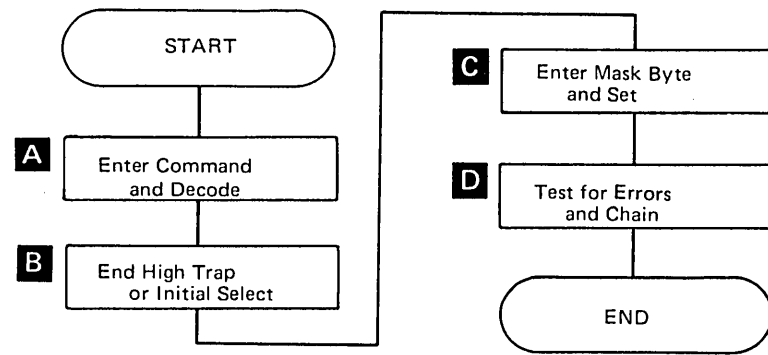 START
A
Enter Command
and Decode
B
End High Trap
or Initial Select
C
Enter Mask Byte
and Set
D
Test for Errors
and Chain
END